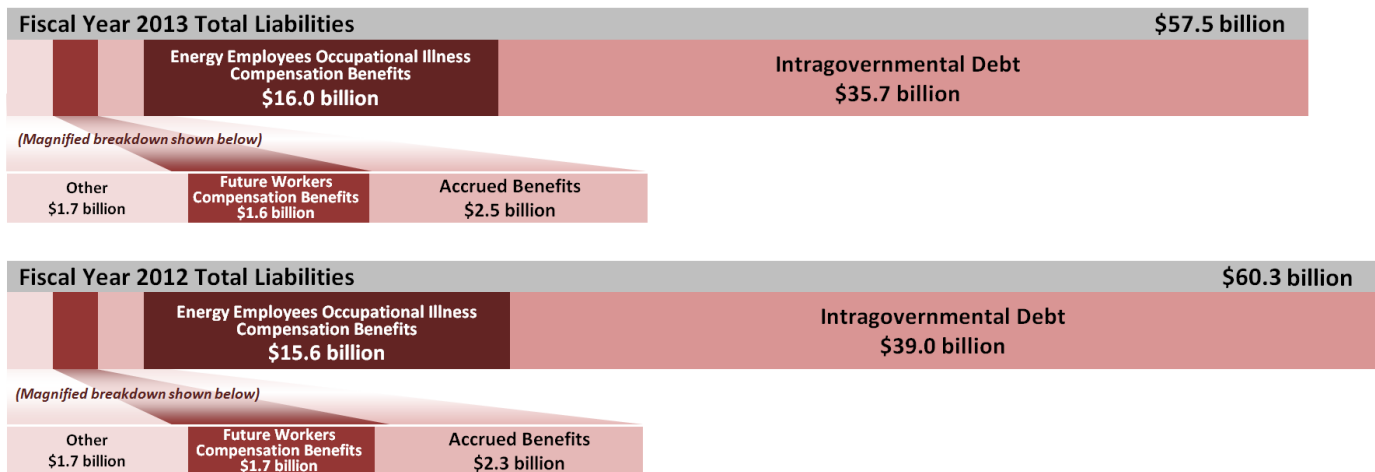 Fiscal Year 2013 Total Liabilities $57.5 billion
Energy Employees Occupational Illness
Compensation Benefits
$16.0 billion
Intragovernmental Debt
$35.7 billion
(Magnified breakdown shown below)
Other
$1.7 billion
Future Workers
Compensation Benefits
$1.6 billion
Accrued Benefits
$2.5 billion
Fiscal Year 2012 Total Liabilities $60.3 billion
Energy Employees Occupational Illness
Compensation Benefits
$15.6 billion
Intragovernmental Debt
$39.0 billion
(Magnified breakdown shown below)
Other
$1.7 billion
Future Workers
Compensation Benefits
$1.7 billion
Accrued Benefits
$2.3 billion